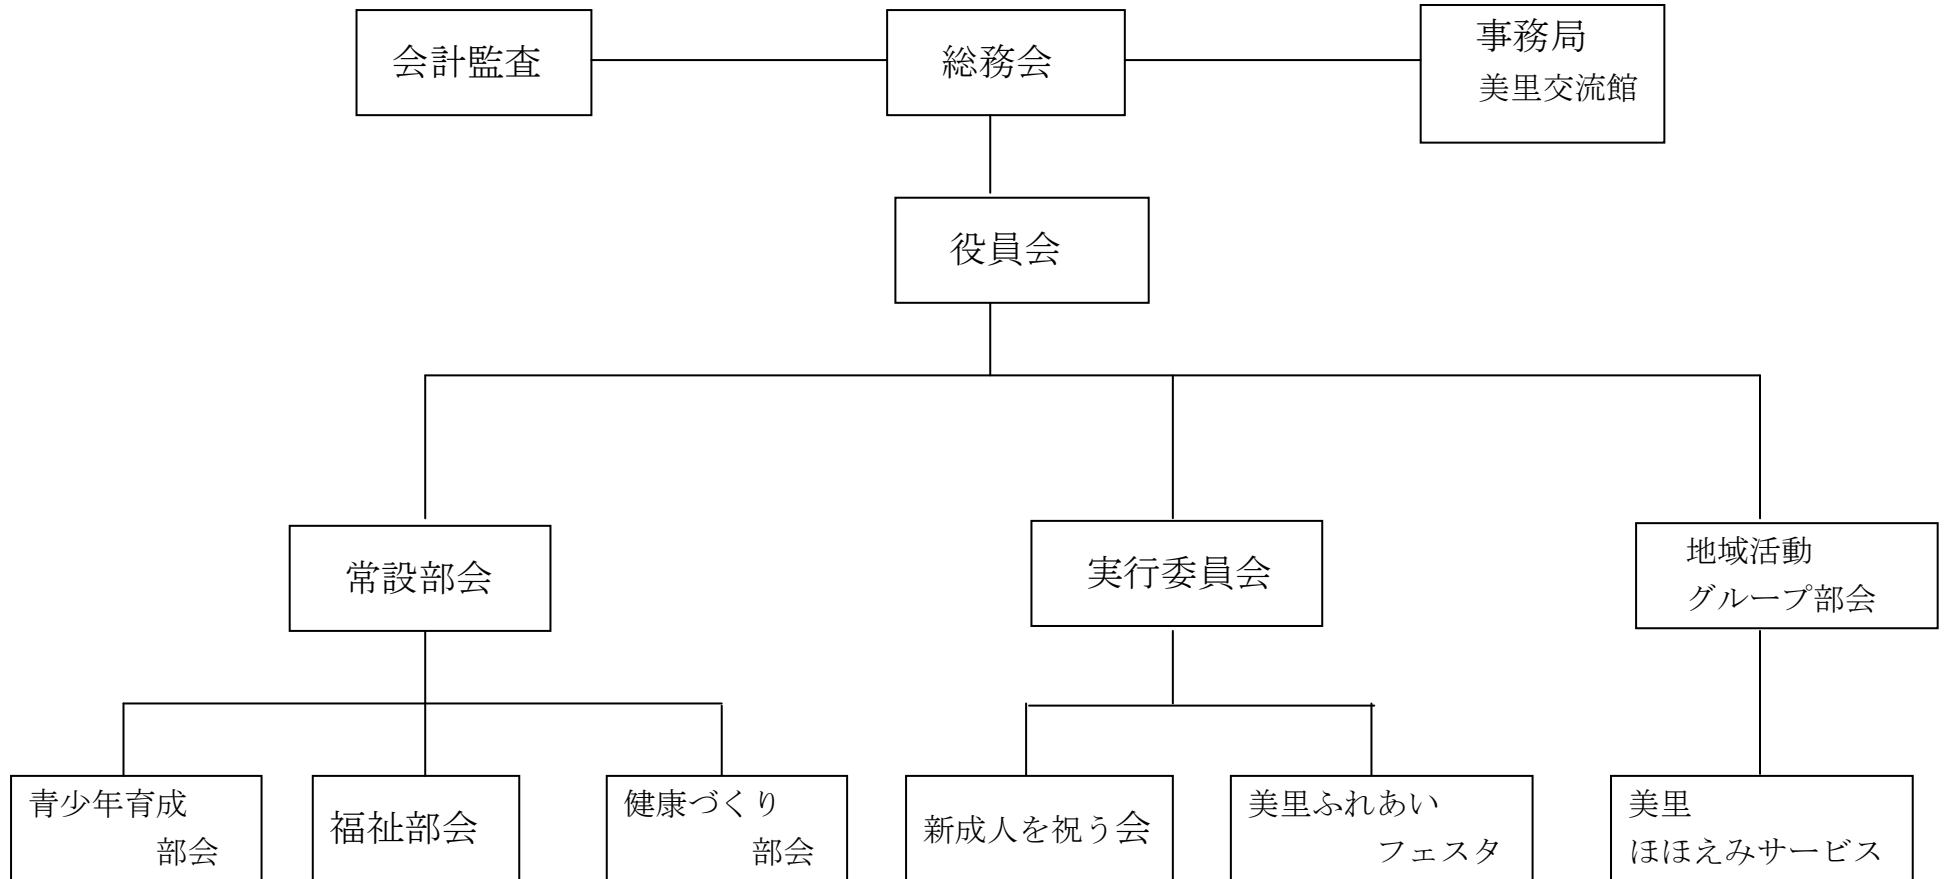 会計監査
総務会
事務局
美里交流館
役員会
常設部会
実行委員会
地域活動
グループ部会
青少年育成
部会
福祉部会
健康づくり
部会
新成人を祝う会
美里ふれあい
フェスタ
美里
ほほえみサービス